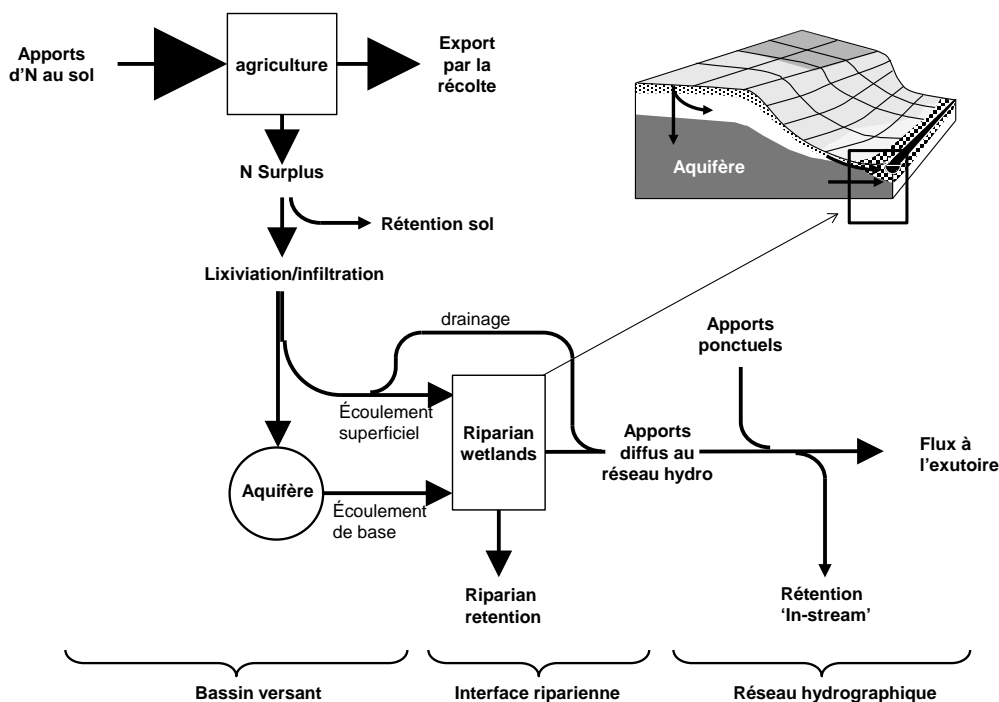 Apports
d'N au sol
agriculture
Export
par la
récolte
N Surplus
Rétention sol
Lixiviation/infiltration
Aquifère
drainage
Écoulement
superficiel
Riparian
wetlands
Apports
ponctuels
Apports
diffus au
réseau hydro
Flux à
l'exutoire
Aquifère
Écoulement
de base
Riparian
retention
Rétention
'In-stream'
Bassin versant
Interface riparienne
Réseau hydrographique